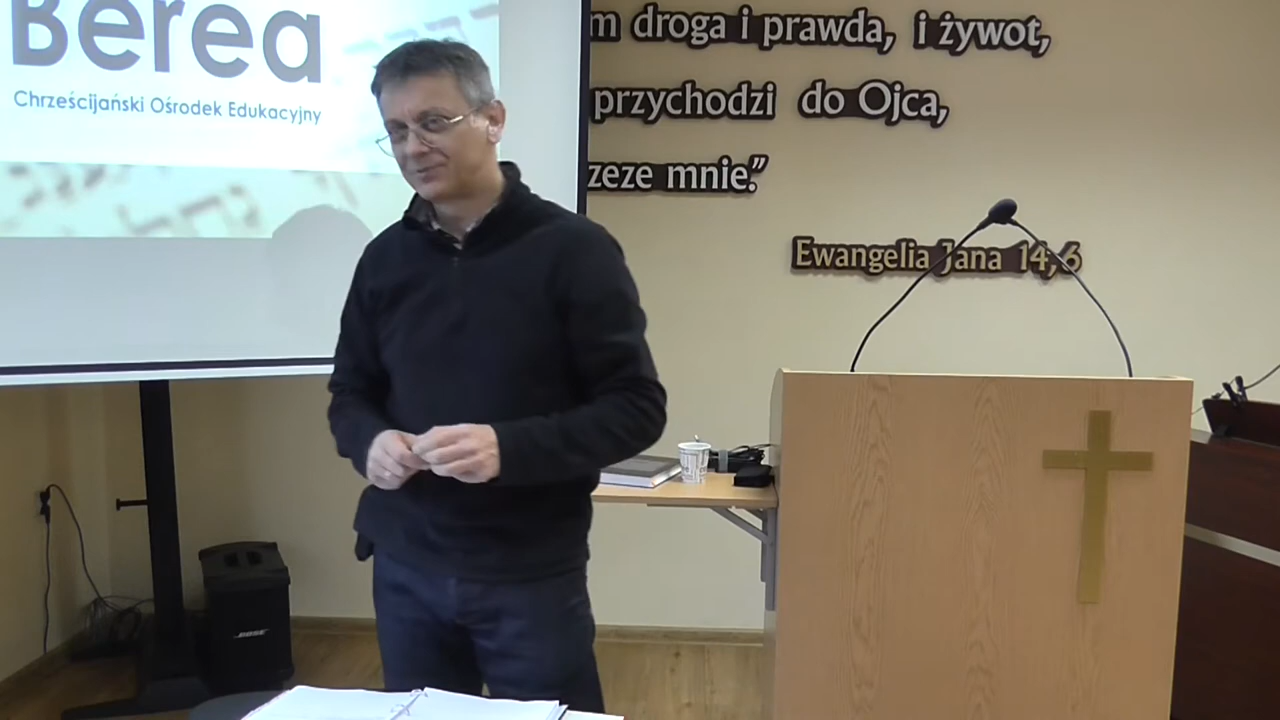 Berea
Chrześcijański Ośrodek Edukacyjny
m droga i prawda, i żywot,
przychodzi do Ojca,
zeze mnie."
Ewangelia Jana 14,6
BOSE